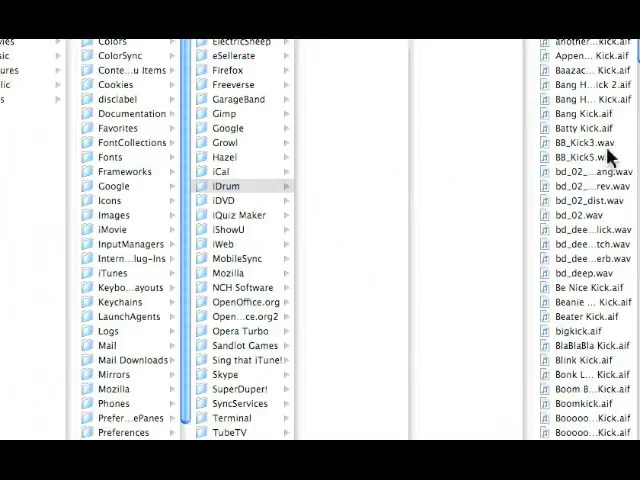 vies
sic
ures
lic
s
Colors
ColorSync
Conte...u Items
Cookies
disclabel
Documentation
Favorites
FontCollections
Fonts
Frameworks
Google
Icons
Images
iMovie
InputManagers
Intern...lug-Ins
iTunes
Keybo...ayouts
Keychains
LaunchAgents
Logs
Mail
Mail Downloads
Mirrors
Mozilla
Phones
Prefer...ePanes
Preferences
ElectricSheep
eSellerate
Firefox
Freeverse
GarageBand
Gimp
Google
Growl
Hazel
iCal
iDrum
iDVD
iQuiz Maker
iShowU
iWeb
MobileSync
Mozilla
NCH Software
OpenOffice.org
Open...ce.org2
Opera Turbo
Sandlot Games
Sing that iTune!
Skype
SuperDuper!
SyncServices
Terminal
TubeTV
another...Kick.aif
Appen... Kick.aif
Baazac... Kick.aif
Bang H...ick 2.aif
Bang H... Kick.aif
Bang Kick.aif
Batty Kick.aif
BB_Kick3.wav
BB_Kick5.w
bd_02_...ang.wav
bd_02_...rev.wav
bd_02_dist.wav
bd_02.wav
bd_dee...lick.wav
bd_dee...tch.wav
bd_dee...erb.wav
bd_deep.wav
Be Nice Kick.aif
Beanie ... Kick.aif
Beater Kick.aif
bigkick.aif
BlaBlaBla Kick.aif
Blink Kick.aif
Bonk L... Kick.aif
Boom B... Kick.aif
Boomkick.aif
Booooo...Kick.aif
Booooo...Kick.aif